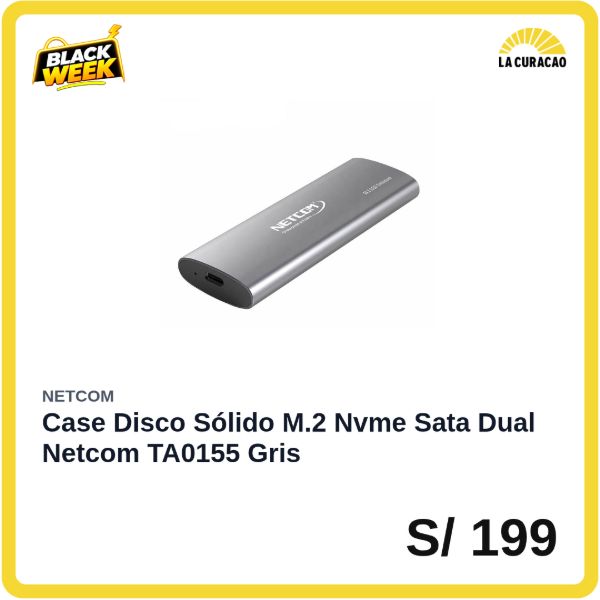 BLACK
WEEK
LA CURACAO
NETCOM
NETCOM
Case Disco Sólido M.2 Nvme Sata Dual
Netcom TA0155 Gris
S/ 199